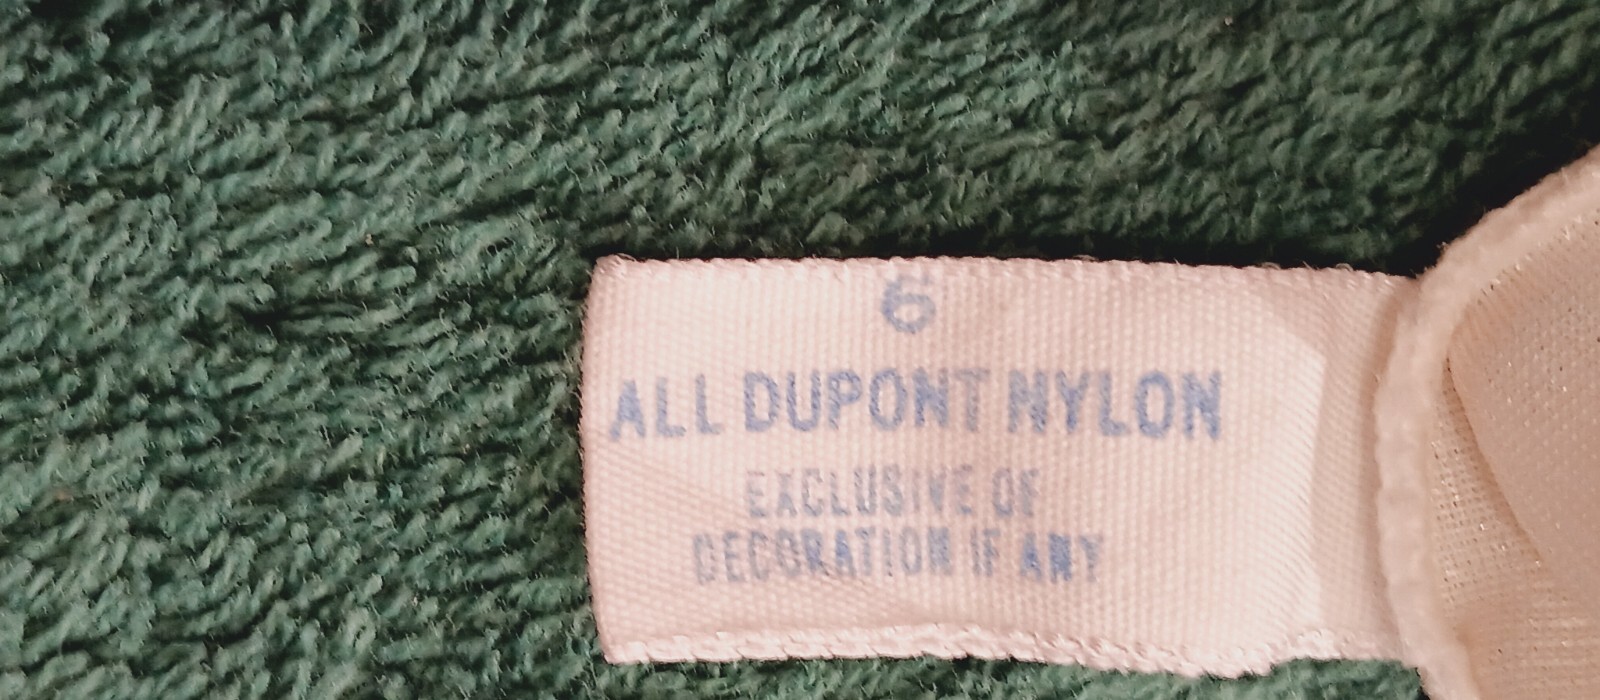 6
ALL DUPONT NYLON
EXCLUSIVE OF
DECORATION IF ANY